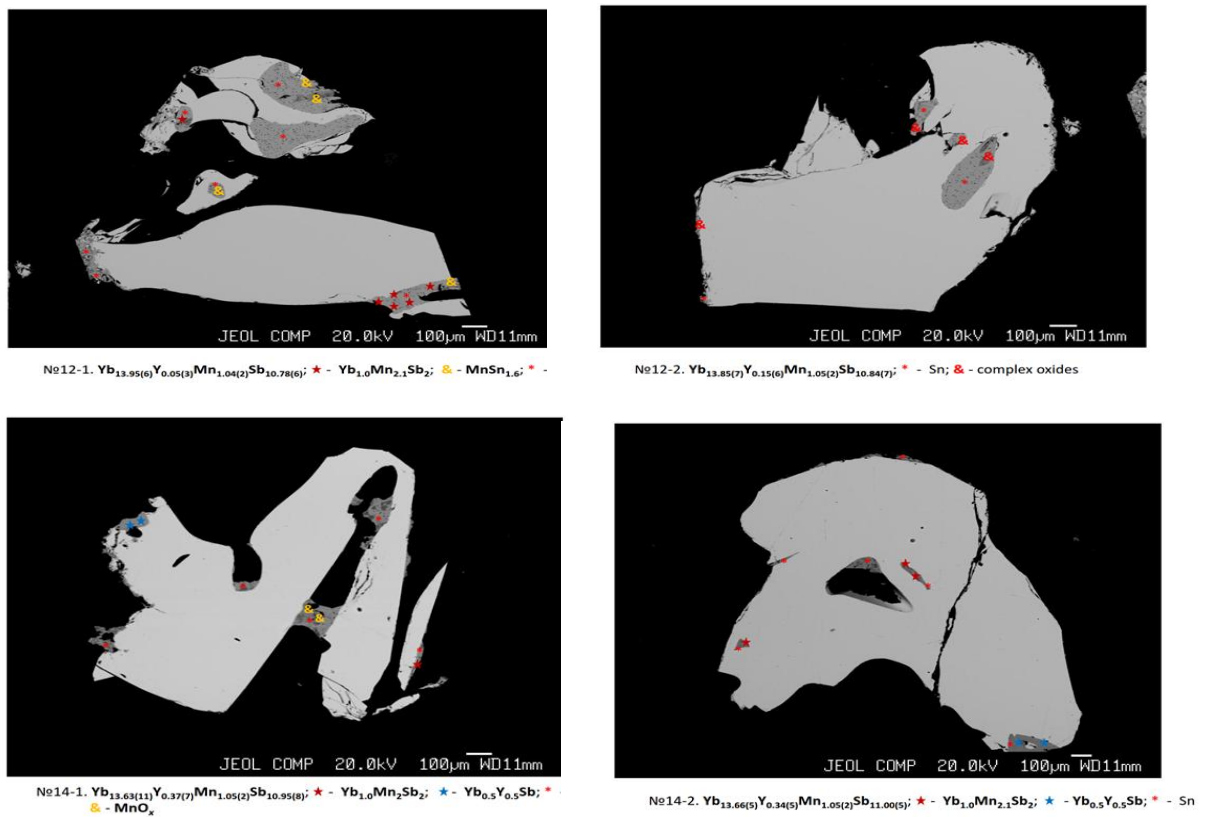 JEOL COMP 20.0kV 100μm WD11mm
№12-1. Yb13.95(6)Y0.05(3)Mn1.04(2)Sb10.78(6); ★ - Yb1.0Mn2.1Sb2; & - MnSn1.6; * -
JEOL COMP 20.0kV 100μm WD11mm
№12-2. Yb13.85(7)Y0.15(6)Mn1.05(2)Sb10.84(7); * - Sn; & - complex oxides
JEOL COMP 20.0kV 100μm WD11mm
№14-1. Yb13.63(11)Y0.37(7)Mn1.05(2)Sb10.95(8); ★ - Yb1.0Mn2Sb2; ★ - Yb0.5Y0.5Sb; * -
& - MnOx
JEOL COMP 20.0kV 100μm WD11mm
№14-2. Yb13.66(5)Y0.34(5)Mn1.05(2)Sb11.00(5); ★ - Yb1.0Mn2.1Sb2; ★ - Yb0.5Y0.5Sb; * - Sn